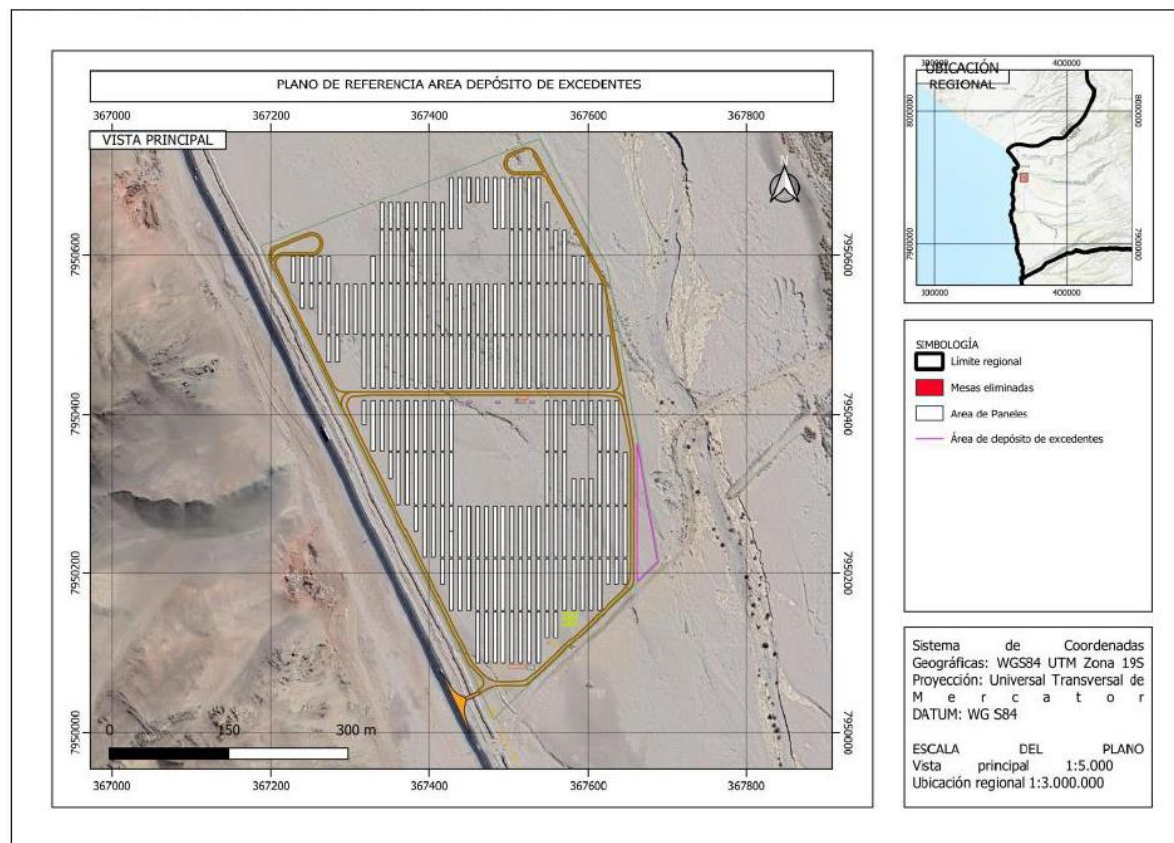 PLANO DE REFERENCIA AREA DEPÓSITO DE EXCEDENTES
367000 367200 367400 367600 367800
VISTA PRINCIPAL
N
7950600 7950600
7950400 7950400
7950200 7950200
7950000 7950000
0 150 300 m
367000 367200 367400 367600 367800
UBICACIÓN
REGIONAL
300000 400000
8000000 8000000
7900000 7900000
300000 400000
SIMBOLOGÍA
Límite regional
Mesas eliminadas
Area de Paneles
Área de depósito de excedentes
Sistema de Coordenadas
Geográficas: WGS84 UTM Zona 19S
Proyección: Universal Transversal de
M e r c a t o r
DATUM: WG S84
ESCALA DEL PLANO
Vista principal 1:5.000
Ubicación regional 1:3.000.000